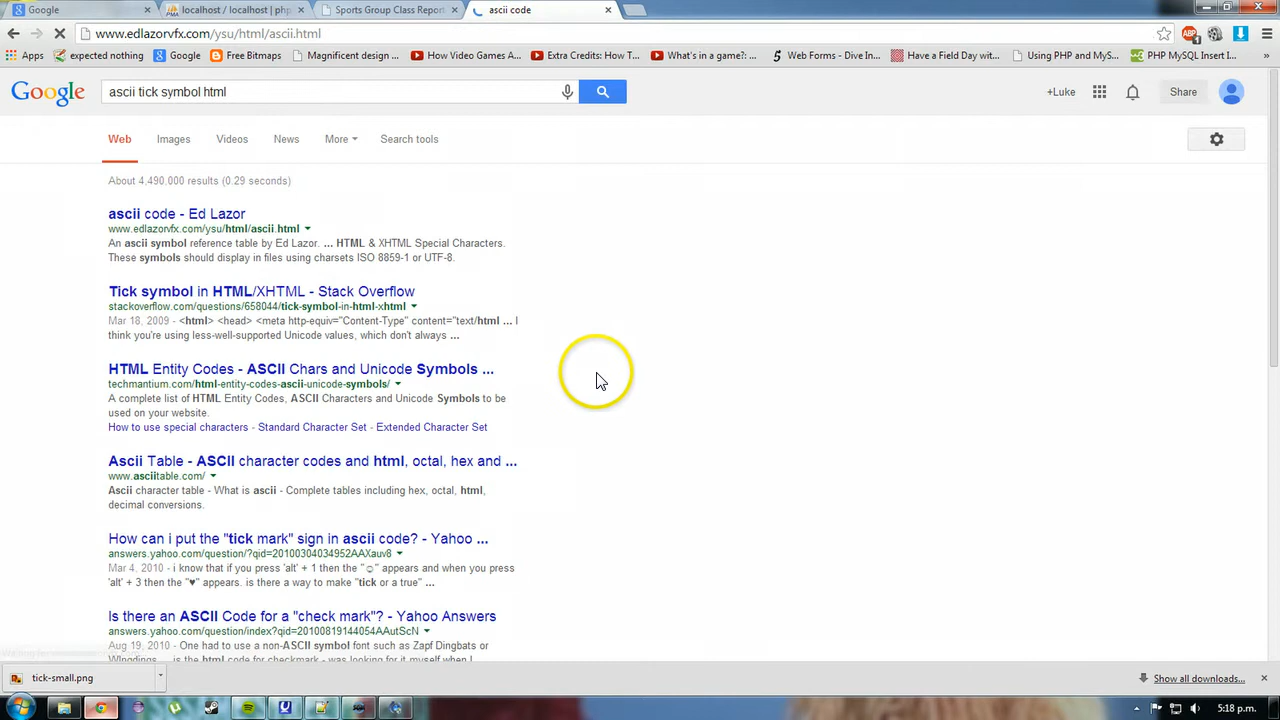 Google
localhost / localhost | php
Sports Group Class Report
ascii code
www.edlazorvfx.com/ysu/html/ascii.html
Apps
expected nothing
Google
Free Bitmaps
Magnificent design -
How Video Games A...
Extra Credits: How T...
What's in a game?: ...
Web Forms - Dive In...
Have a Field Day wit...
Using PHP and MyS...
PHP MySQL Insert I...
»
Google
ascii tick symbol html
+Luke
Share
Web
Images
Videos
News
More
Search tools
About 4,490,000 results (0.29 seconds)
ascii code - Ed Lazor
www.edlazorvfx.com/ysu/html/ascii.html
An ascii symbol reference table by Ed Lazor. ... HTML & XHTML Special Characters.
These symbols should display in files using charsets ISO 8859-1 or UTF-8.
Tick symbol in HTML/XHTML - Stack Overflow
stackoverflow.com/questions/658044/tick-symbol-in-html-xhtml
Mar 18, 2009 - <html> <head> <meta http-equiv="Content-Type" content="text/html ... I
think you're using less-well-supported Unicode values, which don't always ...
HTML Entity Codes - ASCII Chars and Unicode Symbols ...
techmantium.com/html-entity-codes-ascii-unicode-symbols/
A complete list of HTML Entity Codes, ASCII Characters and Unicode Symbols to be
used on your website.
How to use special characters - Standard Character Set - Extended Character Set
Ascii Table - ASCII character codes and html, octal, hex and ...
www.asciitable.com/
Ascii character table - What is ascii - Complete tables including hex, octal, html,
decimal conversions.
How can i put the "tick mark" sign in ascii code? - Yahoo ...
answers.yahoo.com/question/?qid=20100304034952AAXauv8
Mar 4, 2010 - i know that if you press 'alt' + 1 then the "☺" appears and when you press
'alt' + 3 then the "♥" appears. is there a way to make "tick or a true" ...
Is there an ASCII Code for a "check mark"? - Yahoo Answers
answers.yahoo.com/question/index?qid=20100819144054AAutScN
Aug 19, 2010 - One had to use a non-ASCII symbol font such as Zapf Dingbats or
WIngdings. ... is the html code for checkmark - was looking for it myself when I
tick-small.png
Show all downloads...
5:18 p.m.